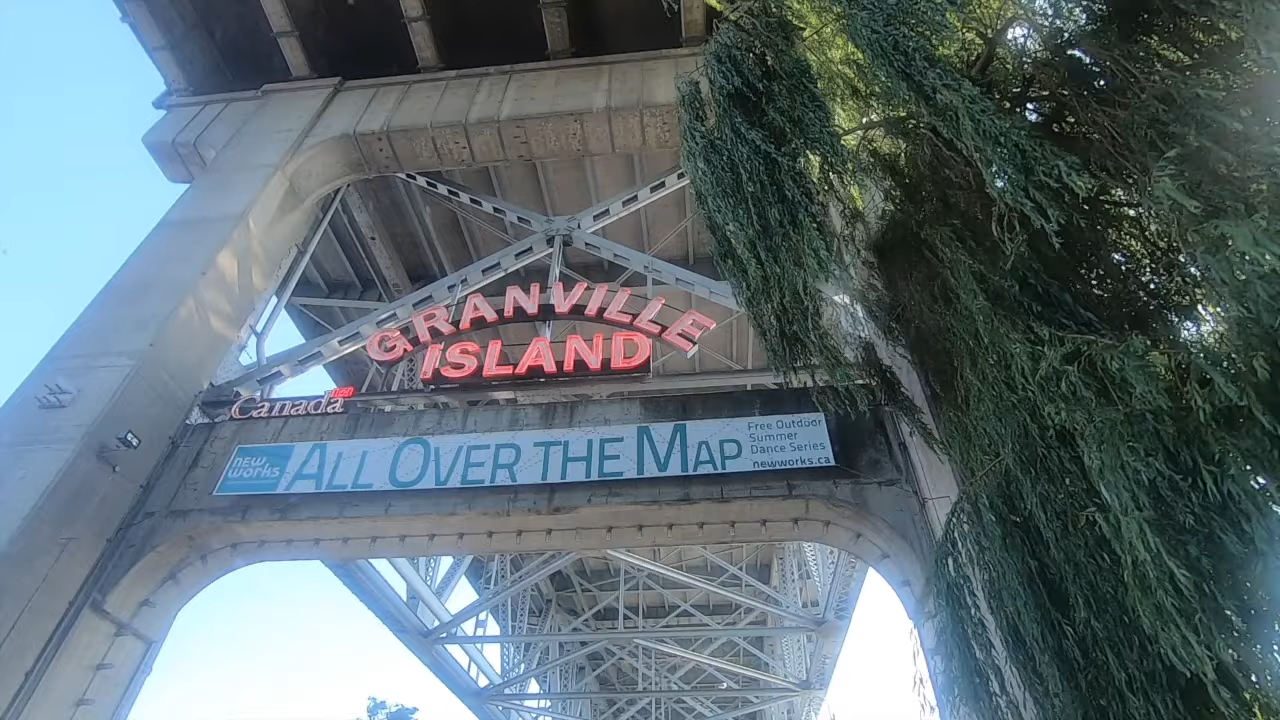 GRANVILLE
ISLAND
Canada
new works
ALL OVER THE MAP
Free Outdoor
Summer
Dance Series
newworks.ca